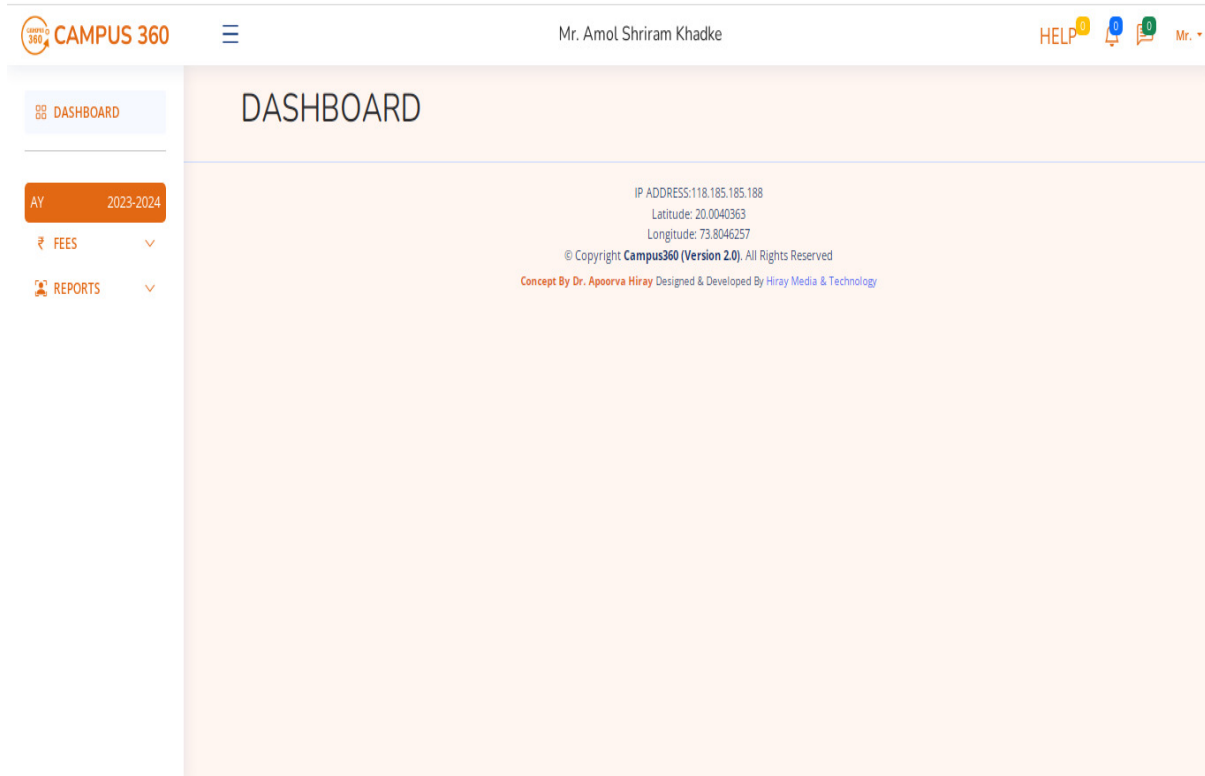 CAMPUS 360 CAMPUS 360
Mr. Amol Shriram Khadke
HELP 0 0 0 Mr.
DASHBOARD
DASHBOARD
AY 2023-2024
₹ FEES
REPORTS
IP ADDRESS:118.185.185.188
Latitude: 20.0040363
Longitude: 73.8046257
© Copyright Campus360 (Version 2.0). All Rights Reserved
Concept By Dr. Apoorva Hiray Designed & Developed By Hiray Media & Technology